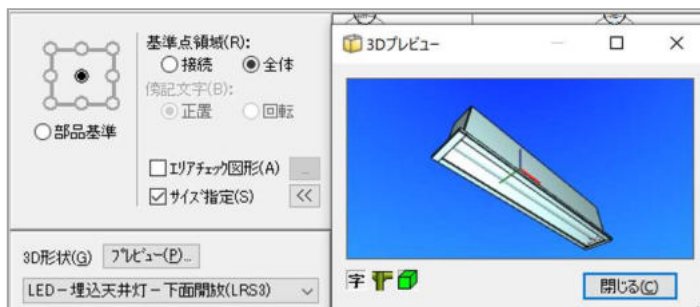 基準点領域(R):
接続 全体
傍記文字(B):
正置 回転
部品基準
エリアチェック図形(A) ...
サイズ指定(S) <<
3D形状(G) プレビュー(P)...
LED-埋込天井灯-下面開放(LRS3)
3Dプレビュー
字
閉じる(C)